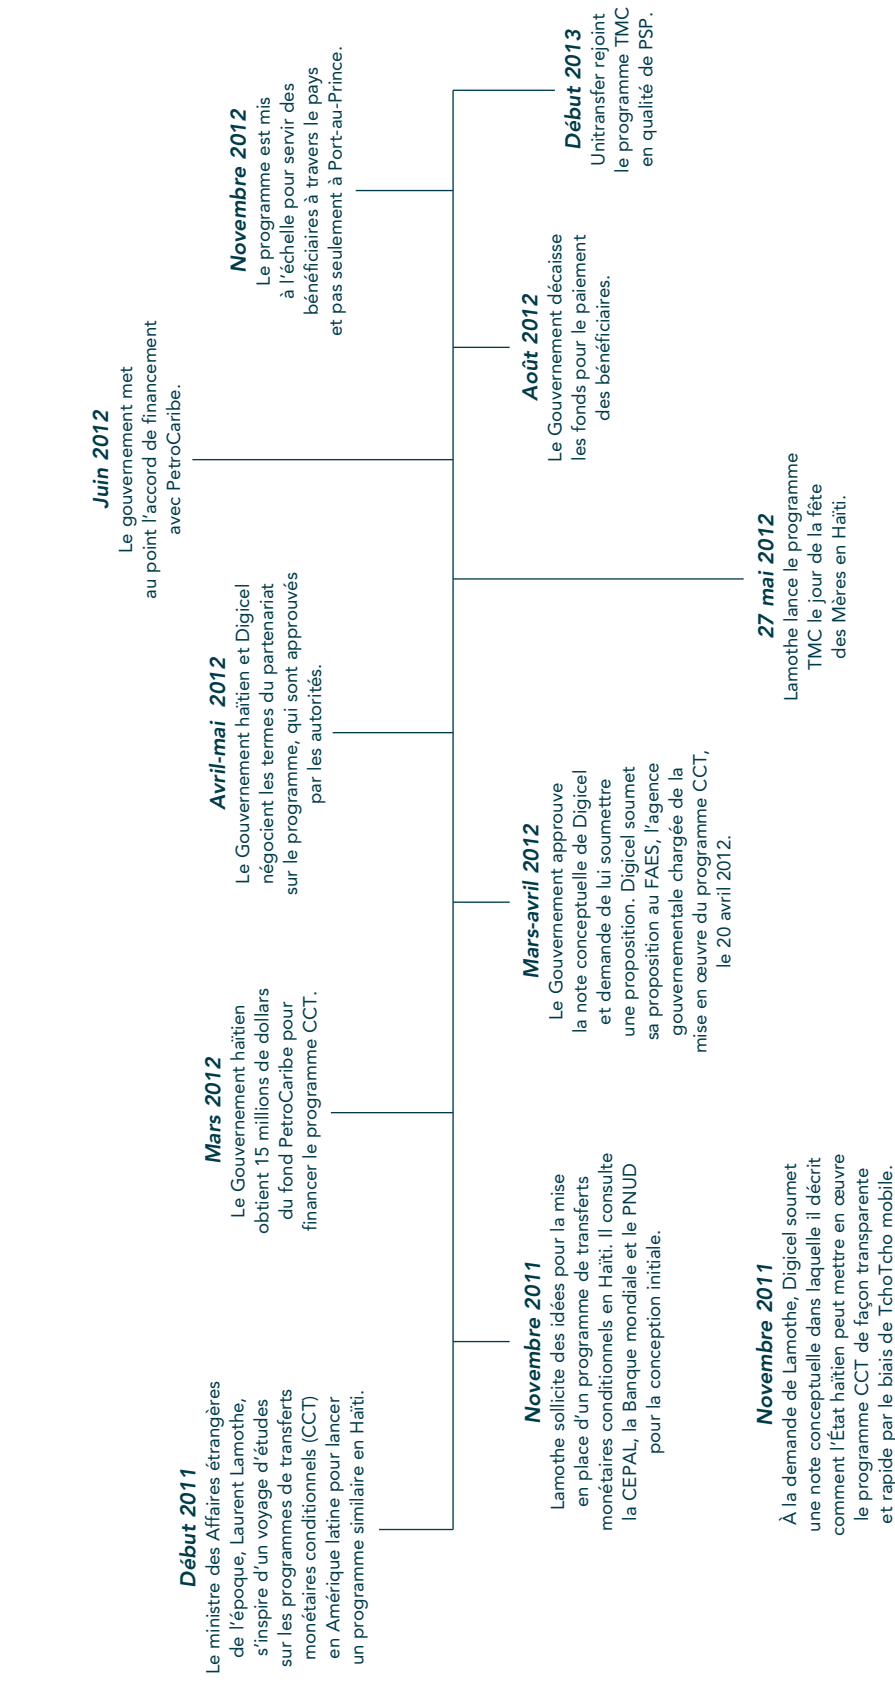 Début 2011
Le ministre des Affaires étrangères
de l'époque, Laurent Lamothe,
s'inspire d'un voyage d'études
sur les programmes de transferts
monétaires conditionnels (CCT)
en Amérique latine pour lancer
un programme similaire en Haïti.
Novembre 2011
Lamothe sollicite des idées pour la mise
en place d'un programme de transferts
monétaires conditionnels en Haïti. Il consulte
la CEPAL, la Banque mondiale et le PNUD
pour la conception initiale.
Novembre 2011
À la demande de Lamothe, Digicel soumet
une note conceptuelle dans laquelle il décrit
comment l'État haïtien peut mettre en œuvre
le programme CCT de façon transparente
et rapide par le biais de TchoTcho mobile.
Mars 2012
Le Gouvernement haïtien
obtient 15 millions de dollars
du fond PetroCaribe pour
financer le programme CCT.
Mars-avril 2012
Le Gouvernement approuve
la note conceptuelle de Digicel
et demande de lui soumettre
une proposition. Digicel soumet
sa proposition au FAES, l'agence
gouvernementale chargée de la
mise en œuvre du programme CCT,
le 20 avril 2012.
Avril-mai 2012
Le Gouvernement haïtien et Digicel
négocient les termes du partenariat
sur le programme, qui sont approuvés
par les autorités.
27 mai 2012
Lamothe lance le programme
TMC le jour de la fête
des Mères en Haïti.
Juin 2012
Le gouvernement met
au point l'accord de financement
avec PetroCaribe.
Août 2012
Le Gouvernement décaisse
les fonds pour le paiement
des bénéficiaires.
Novembre 2012
Le programme est mis
à l'échelle pour servir des
bénéficiaires à travers le pays
et pas seulement à Port-au-Prince.
Début 2013
Unitransfer rejoint
le programme TMC
en qualité de PSP.